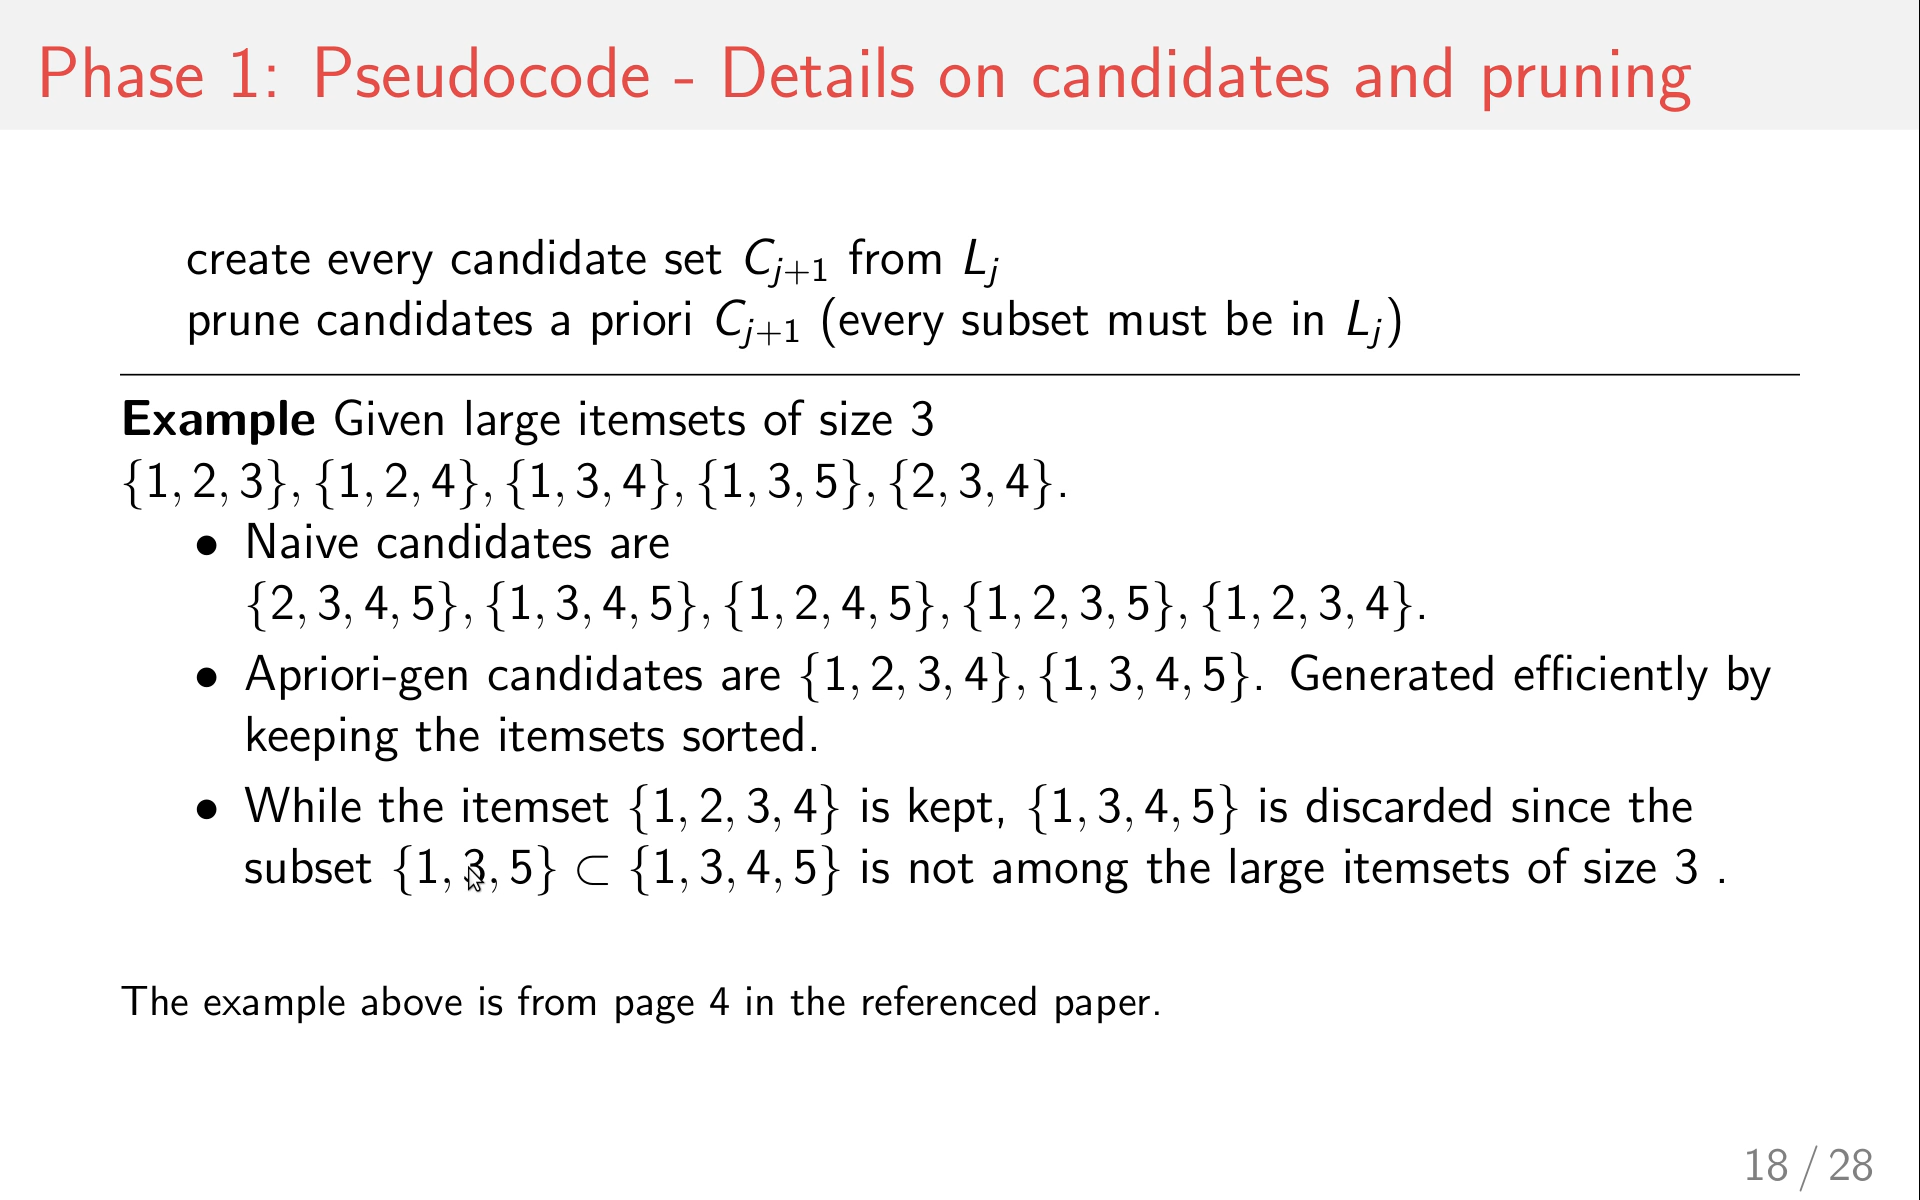 Phase 1: Pseudocode - Details on candidates and pruning
create every candidate set C_{j+1} from L_j
prune candidates a priori C_{j+1} (every subset must be in L_j)
Example Given large itemsets of size 3
{1, 2, 3}, {1, 2, 4}, {1, 3, 4}, {1, 3, 5}, {2, 3, 4}.
• Naive candidates are
{2, 3, 4, 5}, {1, 3, 4, 5}, {1, 2, 4, 5}, {1, 2, 3, 5}, {1, 2, 3, 4}.
• Apriori-gen candidates are {1, 2, 3, 4}, {1, 3, 4, 5}. Generated efficiently by
keeping the itemsets sorted.
• While the itemset {1, 2, 3, 4} is kept, {1, 3, 4, 5} is discarded since the
subset {1, 3, 5} ⊂ {1, 3, 4, 5} is not among the large itemsets of size 3 .
The example above is from page 4 in the referenced paper.
18 / 28